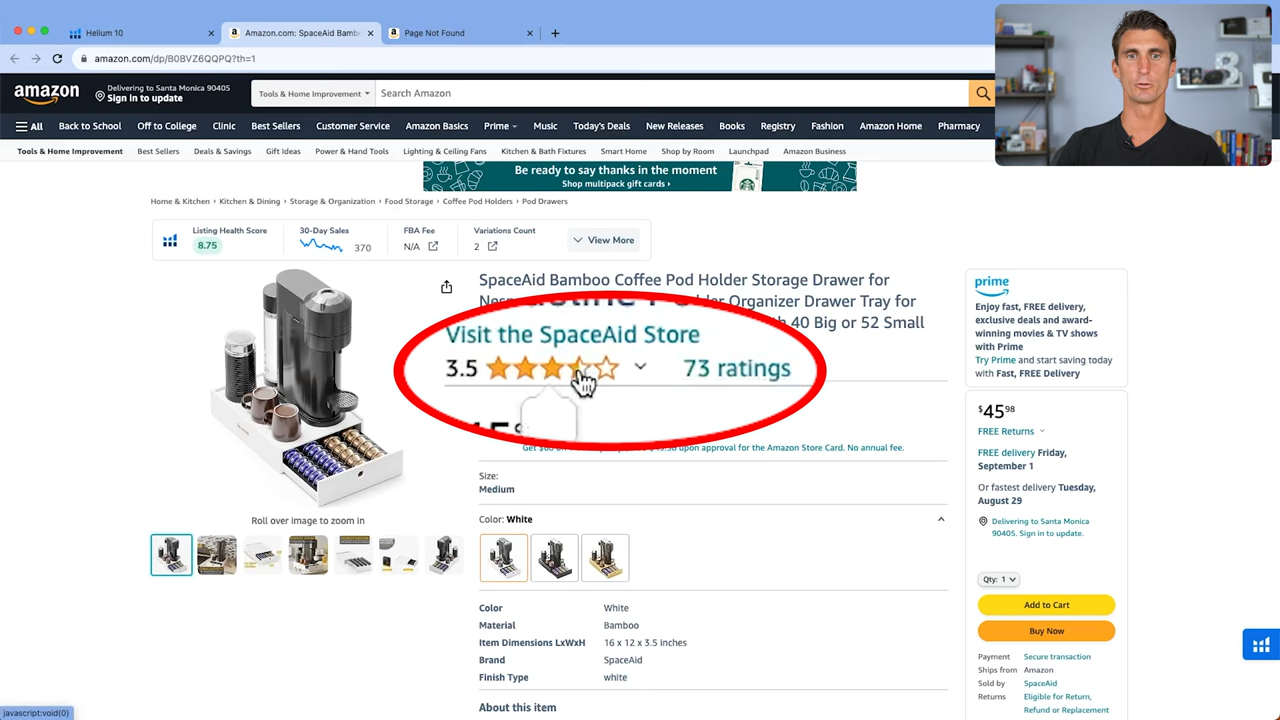 Helium 10
Amazon.com: SpaceAid Bamb
Page Not Found
amazon.com/dp/B0BVZ6QQPQ?th=1
amazon
Delivering to Santa Monica 90405
Sign in to update
Tools & Home Improvement
Search Amazon
All Back to School Off to College Clinic Best Sellers Customer Service Amazon Basics Prime Music Today's Deals New Releases Books Registry Fashion Amazon Home Pharmacy
Tools & Home Improvement Best Sellers Deals & Savings Gift Ideas Power & Hand Tools Lighting & Ceiling Fans Kitchen & Bath Fixtures Smart Home Shop by Room Launchpad Amazon Business
Be ready to say thanks in the moment
Shop multipack gift cards ›
Home & Kitchen › Kitchen & Dining › Storage & Organization › Food Storage › Coffee Pod Holders › Pod Drawers
Listing Health Score
8.75
30-Day Sales
370
FBA Fee
N/A
Variations Count
2
View More
SpaceAid Bamboo Coffee Pod Holder Storage Drawer for
Organizer Drawer Tray for
40 Big or 52 Small
Visit the SpaceAid Store
3.5
73 ratings
upon approval for the Amazon Store Card. No annual fee.
Size:
Medium
Color: White
Color White
Material Bamboo
Item Dimensions LxWxH 16 x 12 x 3.5 inches
Brand SpaceAid
Finish Type white
About this item
Roll over image to zoom in
prime
Enjoy fast, FREE delivery,
exclusive deals and award-
winning movies & TV shows
with Prime
Try Prime and start saving today
with Fast, FREE Delivery
$45 98
FREE Returns
FREE delivery Friday,
September 1
Or fastest delivery Tuesday,
August 29
Delivering to Santa Monica
90405. Sign in to update.
Qty: 1
Add to Cart
Buy Now
Payment Secure transaction
Ships from Amazon
Sold by SpaceAid
Returns Eligible for Return,
Refund or Replacement
javascript:void(0)